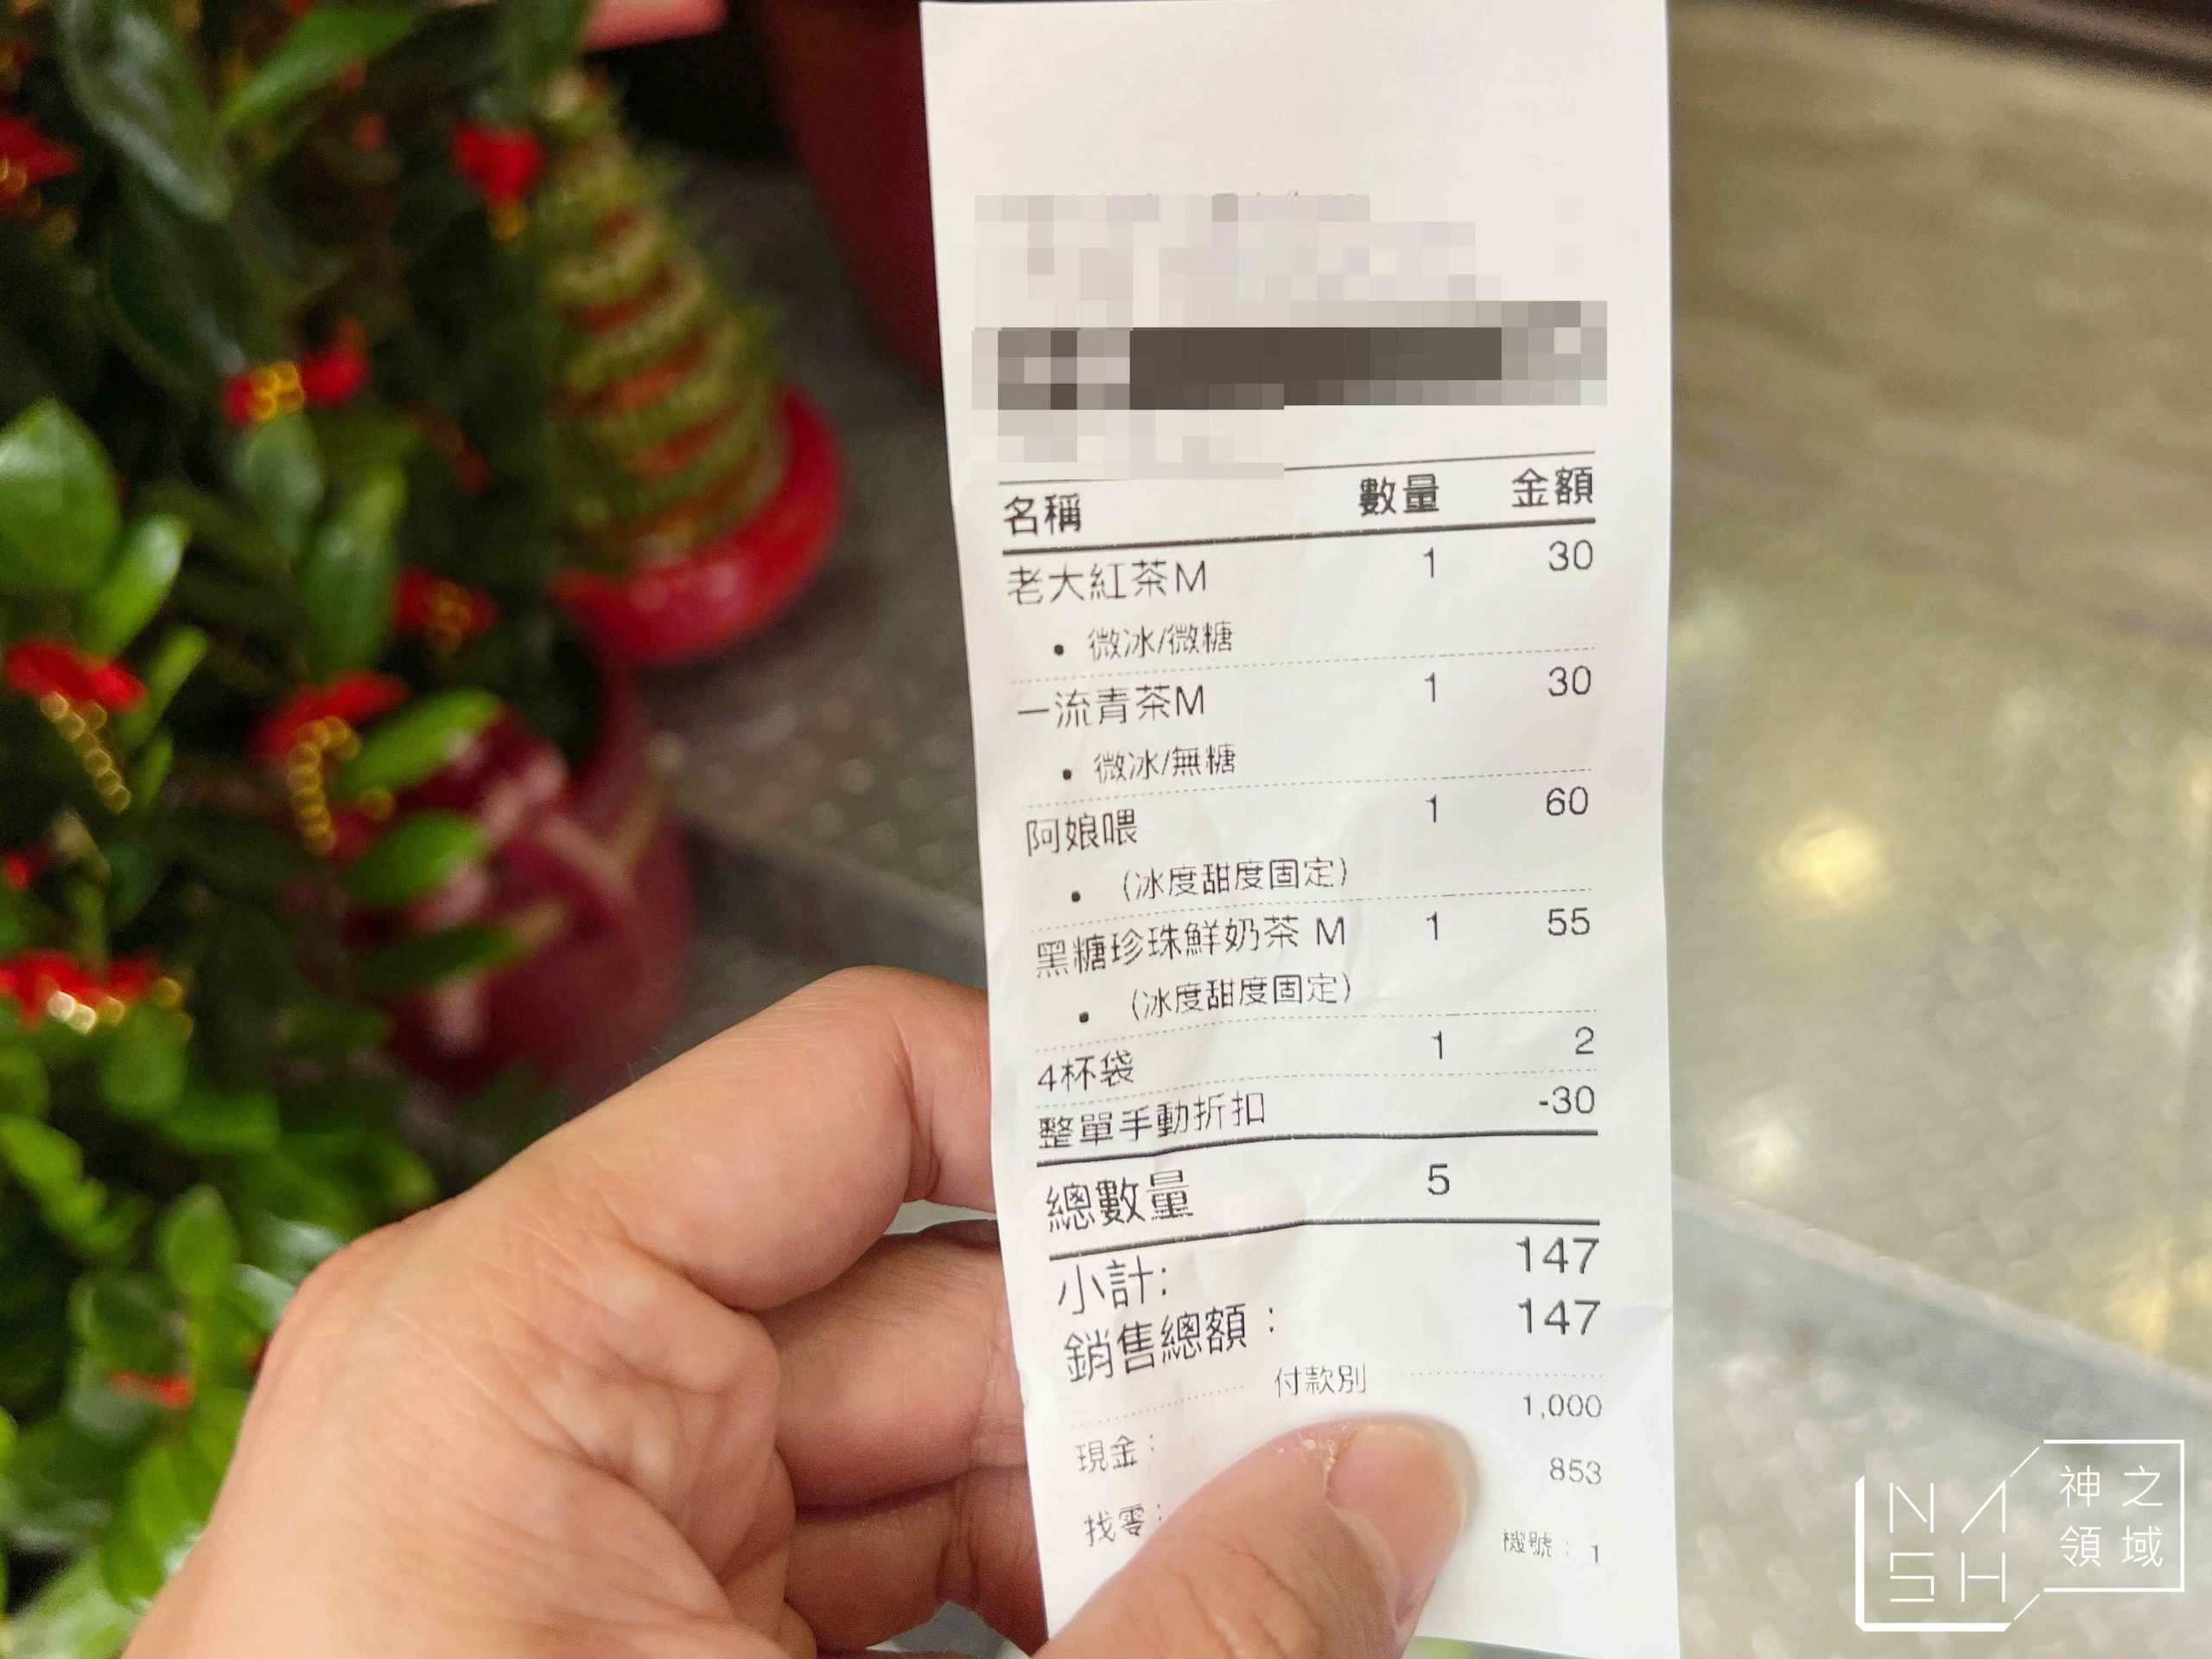 名稱 數量 金額
老大紅茶M 1 30
• 微冰/微糖
一流青茶M 1 30
• 微冰/無糖
阿娘喂 1 60
• (冰度甜度固定)
黑糖珍珠鮮奶茶 M 1 55
• (冰度甜度固定)
4杯袋 1 2
整單手動折扣 -30
總數量 5
小計: 147
銷售總額: 147
付款別
現金: 1,000
找零: 853
機號: 1
NASH 神之領域